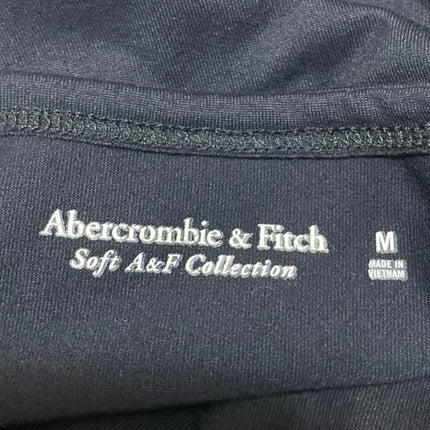 Abercrombie & Fitch
Soft A&F Collection
M
MADE IN
VIETNAM